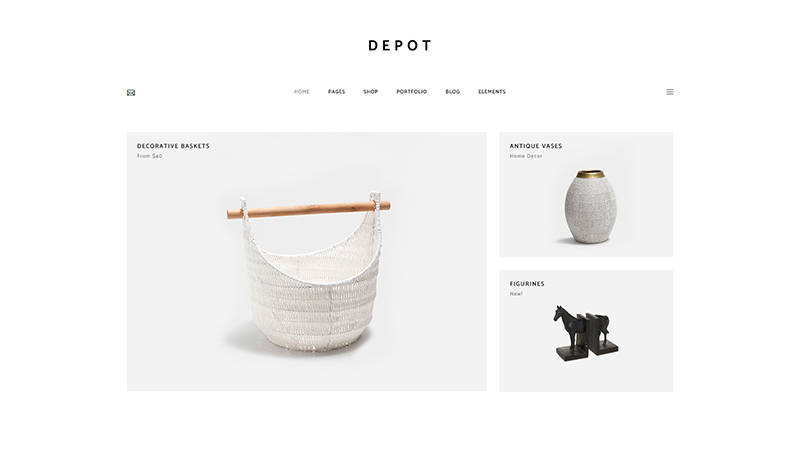 DEPOT
HOME PAGES SHOP PORTFOLIO BLOG ELEMENTS
DECORATIVE BASKETS
From $40
ANTIQUE VASES
Home Decor
FIGURINES
New!